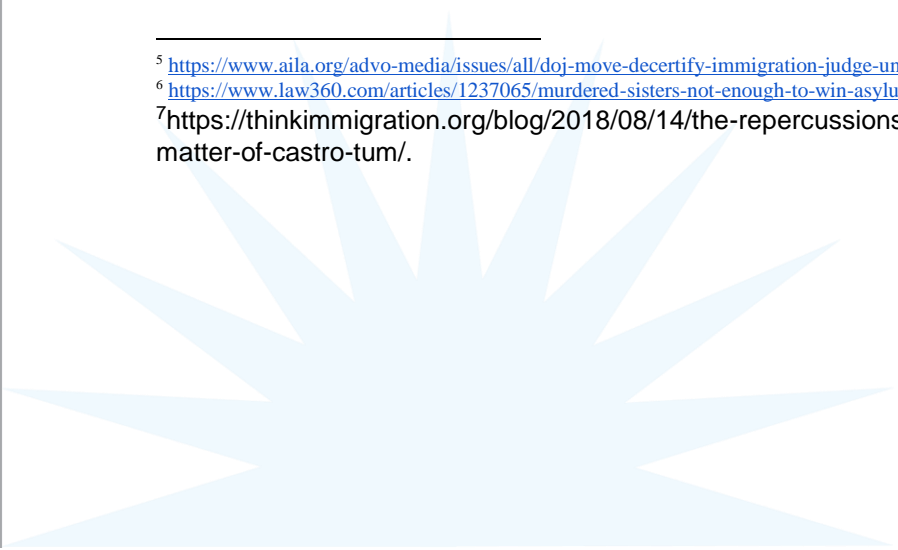 5 https://www.aila.org/advo-media/issues/all/doj-move-decertify-immigration-judge-un
6 https://www.law360.com/articles/1237065/murdered-sisters-not-enough-to-win-asylu
7https://thinkimmigration.org/blog/2018/08/14/the-repercussions
matter-of-castro-tum/.